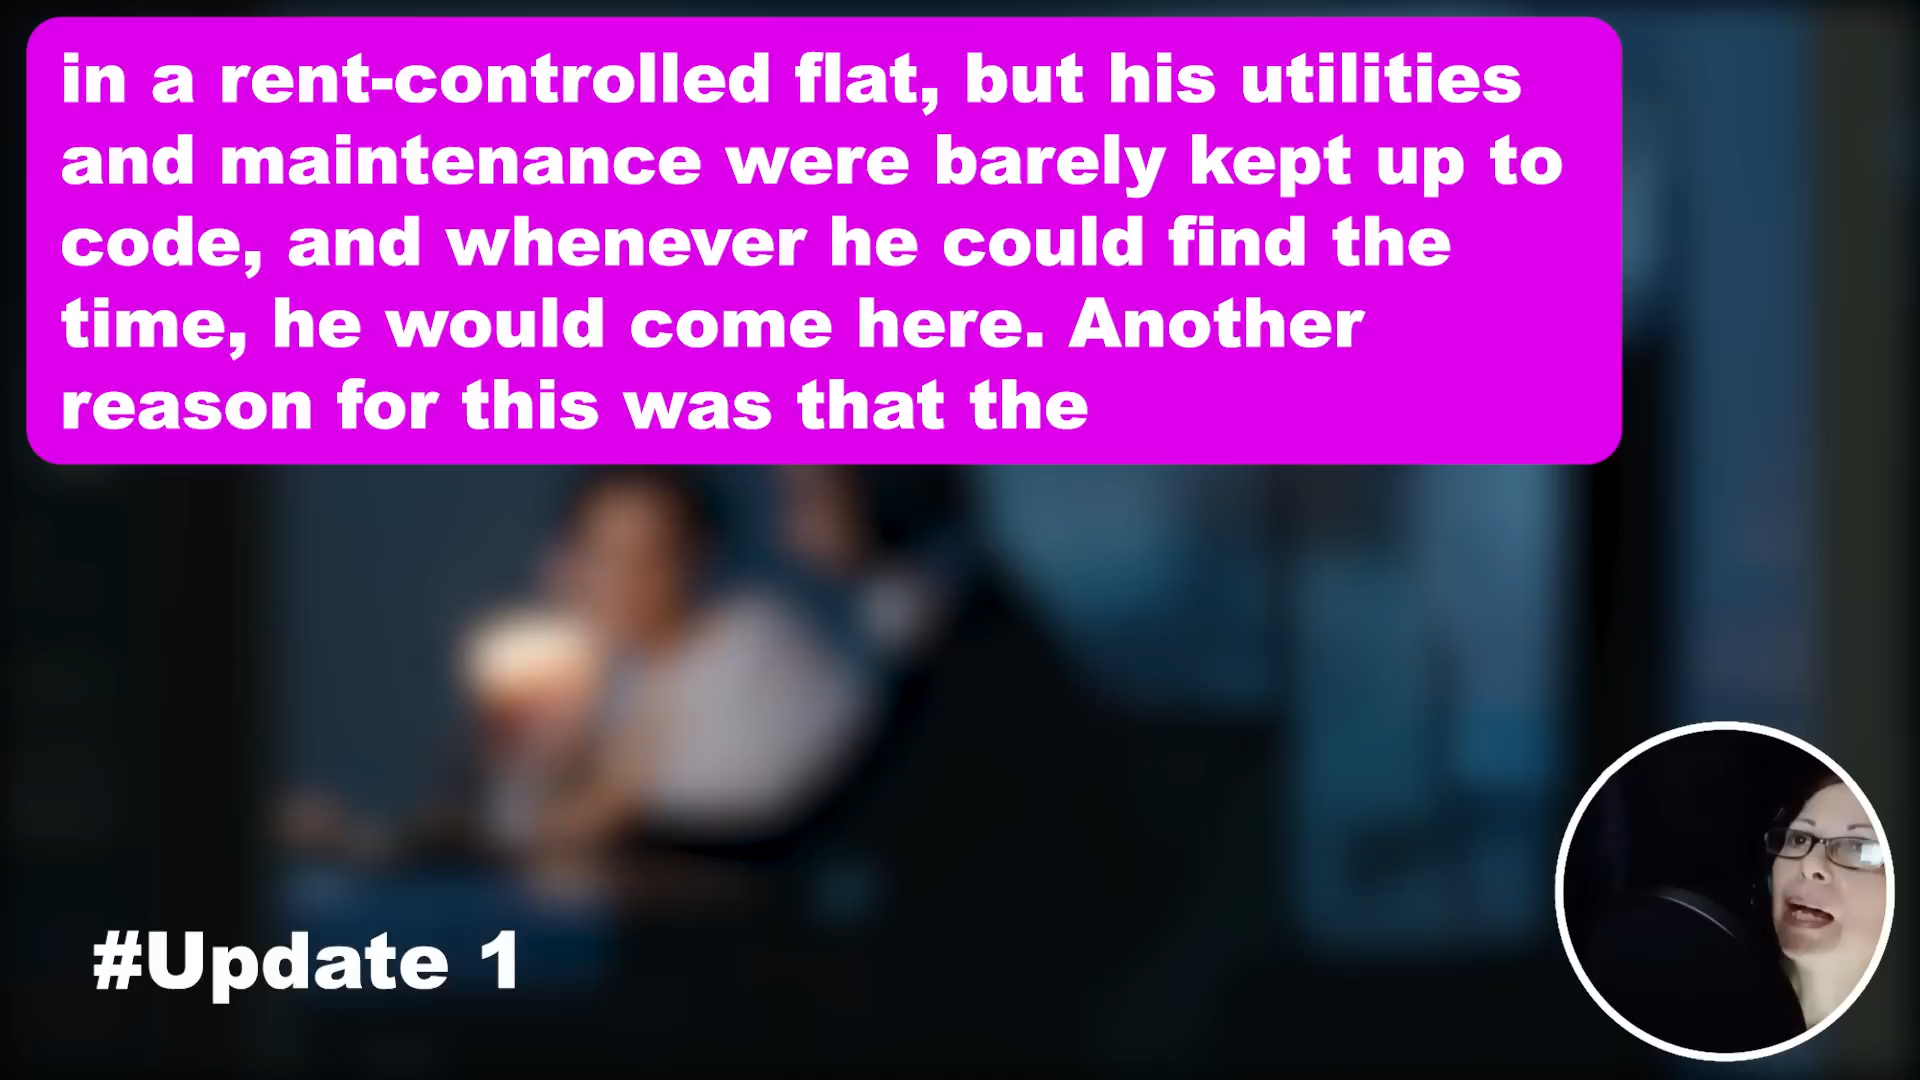 in a rent-controlled flat, but his utilities
and maintenance were barely kept up to
code, and whenever he could find the
time, he would come here. Another
reason for this was that the
#Update 1